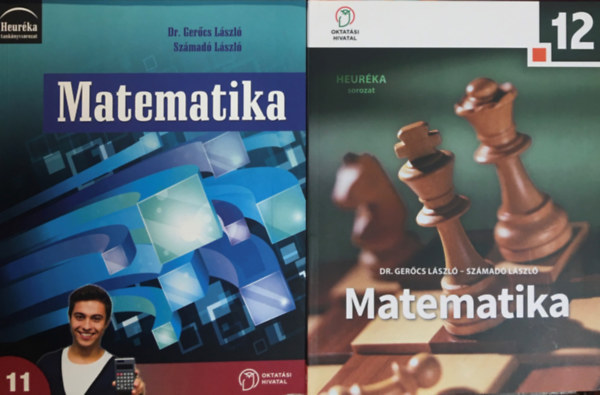 Heuréka
tankönyvsorozat
Dr. Gerőcs László
Számadó László
Matematika
11
OKTATÁSI
HIVATAL
OKTATÁSI
HIVATAL
12
HEURÉKA
sorozat
DR. GERŐCS LÁSZLÓ – SZÁMADÓ LÁSZLÓ
Matematika